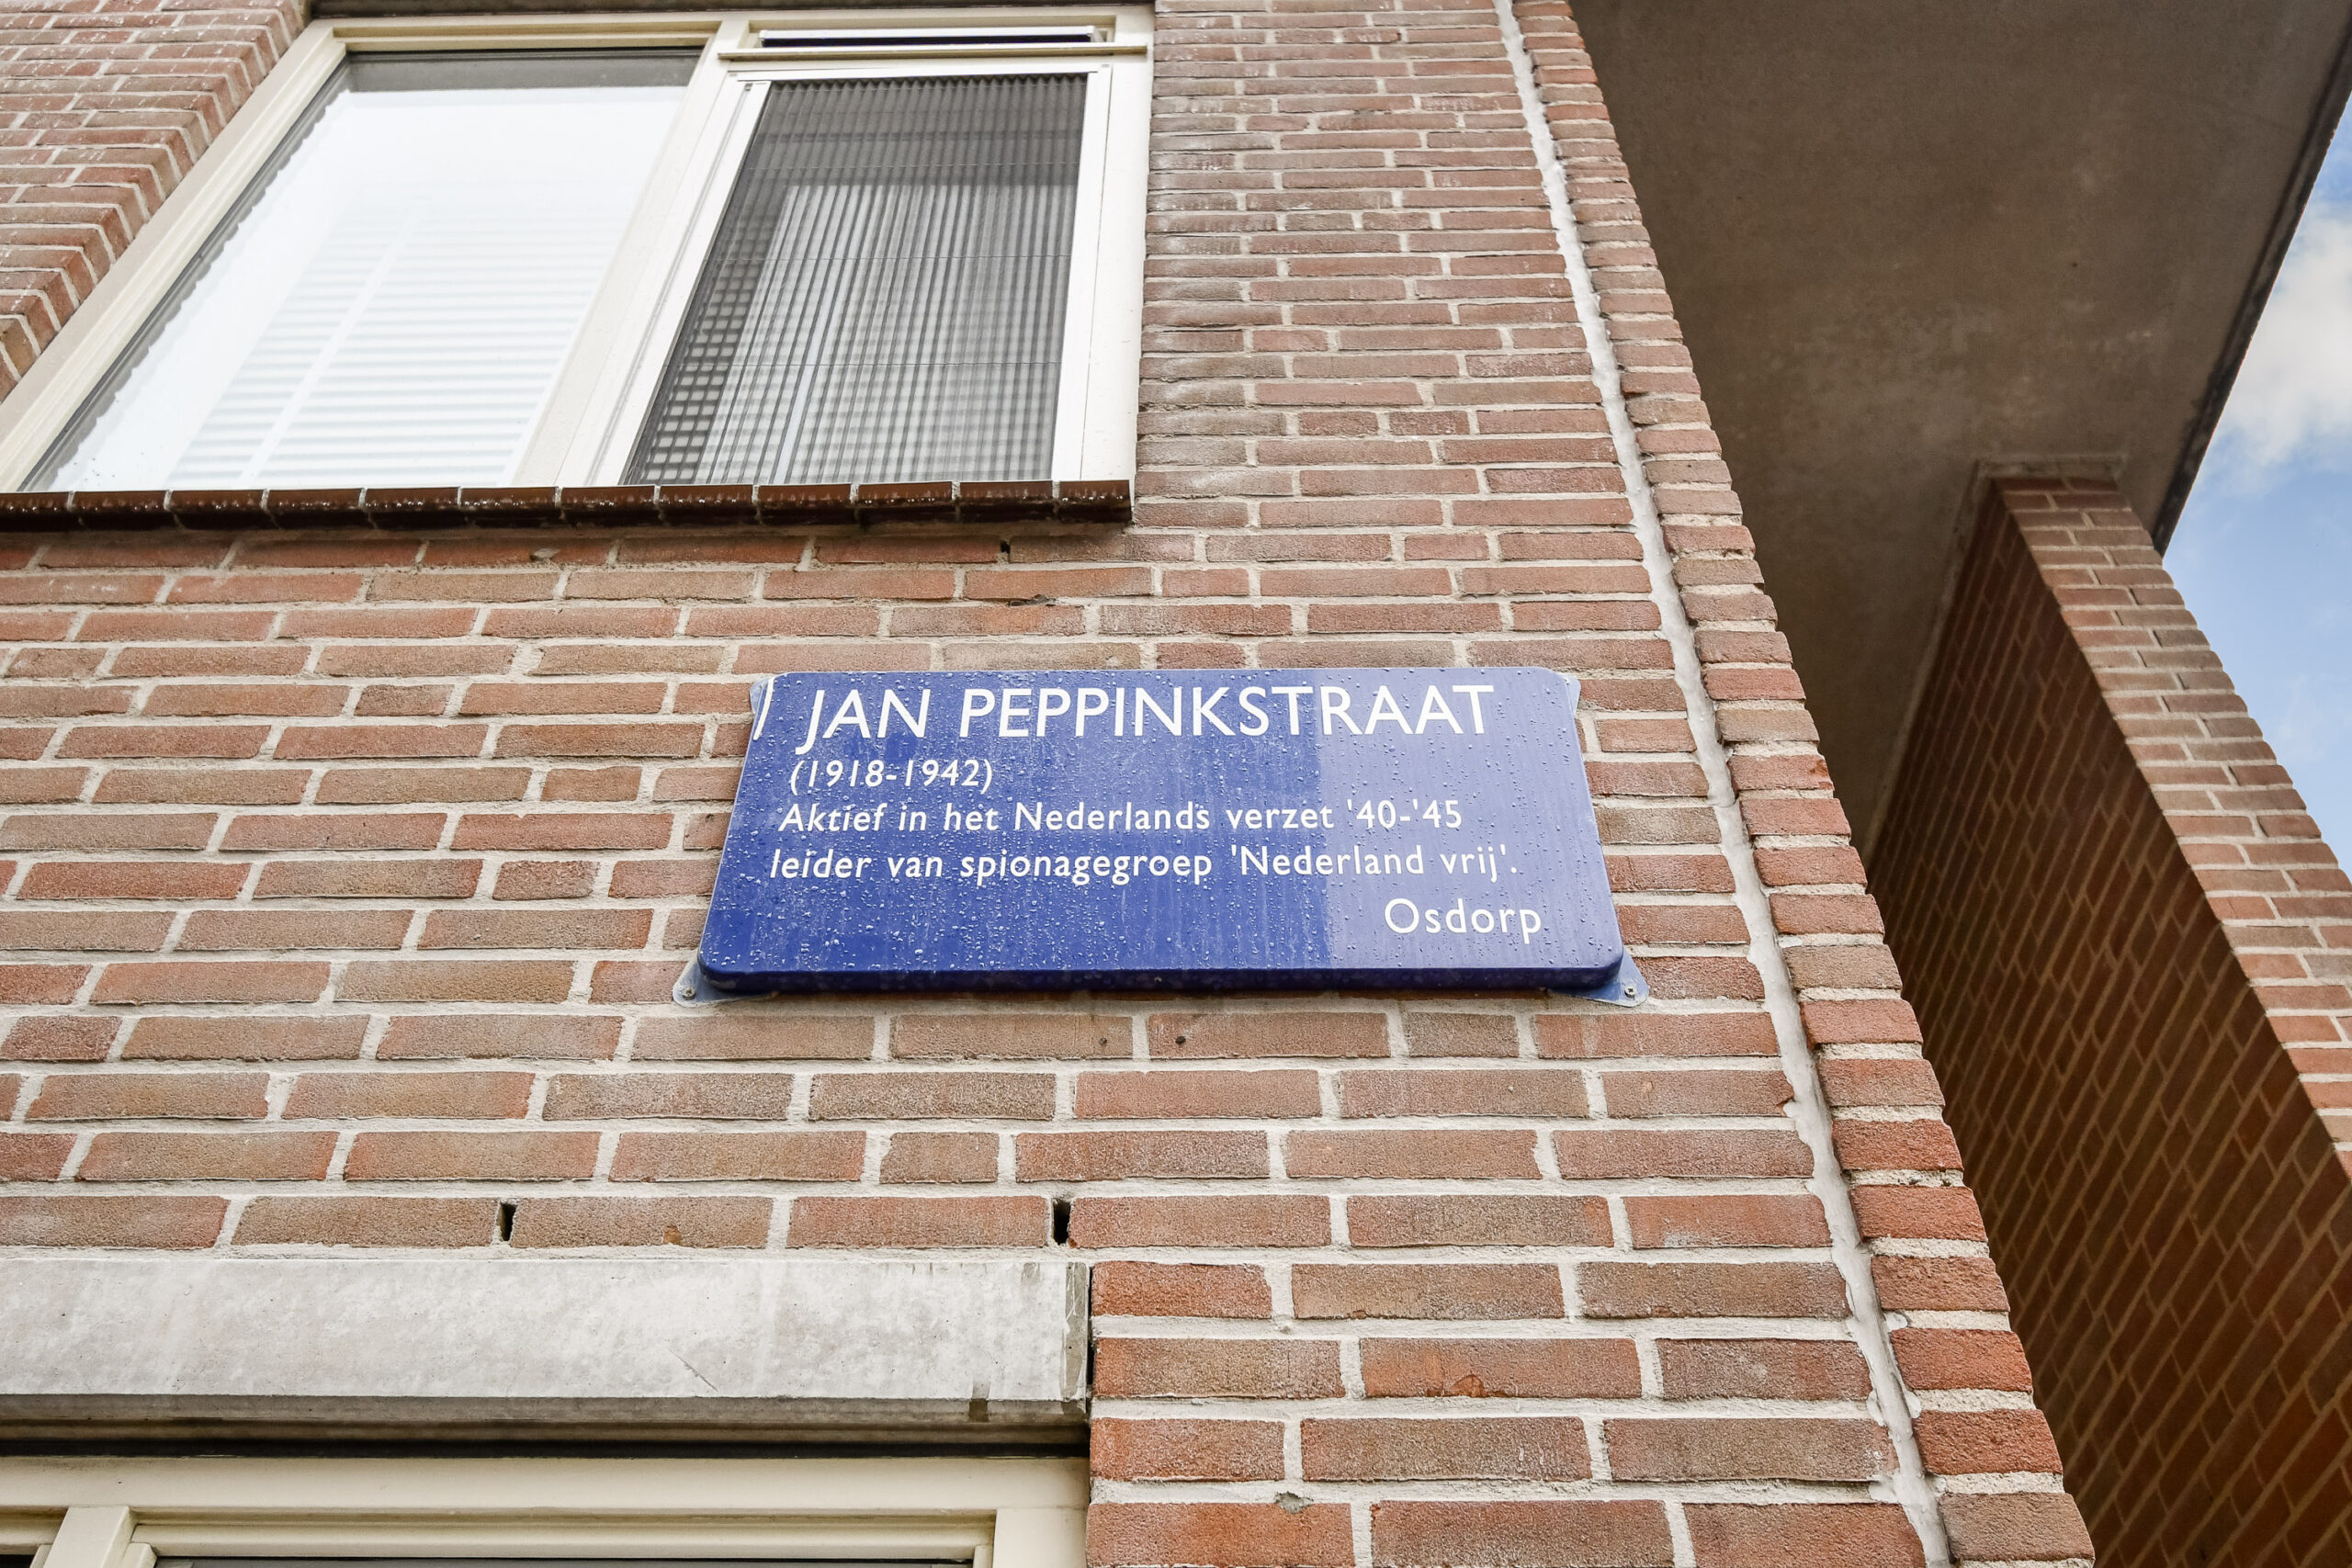 JAN PEPPINKSTRAAT
(1918-1942)
Aktief in het Nederlands verzet '40-'45
leider van spionagegroep 'Nederland vrij'.
Osdorp